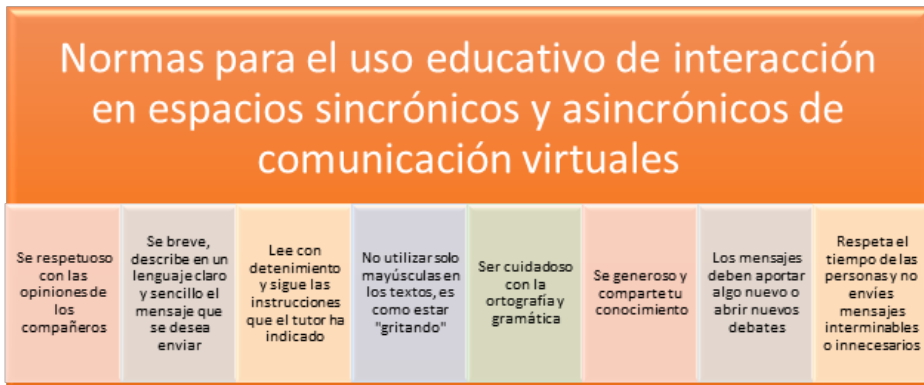 Normas para el uso educativo de interacción
en espacios sincrónicos y asincrónicos de
comunicación virtuales
Se respetuoso
con las
opiniones de
los
compañeros
Se breve,
describe en un
lenguaje claro
y sencillo el
mensaje que
se desea
enviar
Lee con
detenimiento
y sigue las
instrucciones
que el tutor ha
indicado
No utilizar solo
mayúsculas en
los textos, es
como estar
"gritando"
Ser cuidadoso
con la
ortografía y
gramática
Se generoso y
comparte tu
conocimiento
Los mensajes
deben aportar
algo nuevo o
abrir nuevos
debates
Respeta el
tiempo de las
personas y no
envíes
mensajes
interminables
o innecesarios